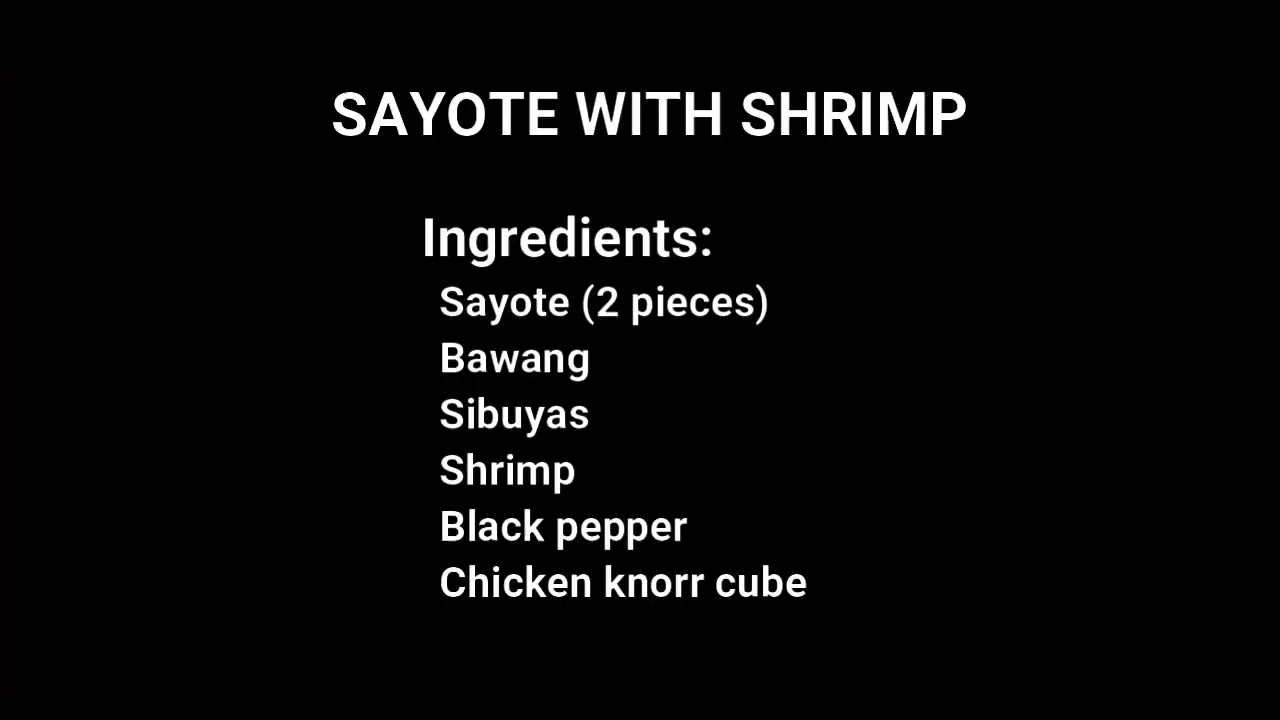 SAYOTE WITH SHRIMP
Ingredients:
Sayote (2 pieces)
Bawang
Sibuyas
Shrimp
Black pepper
Chicken knorr cube